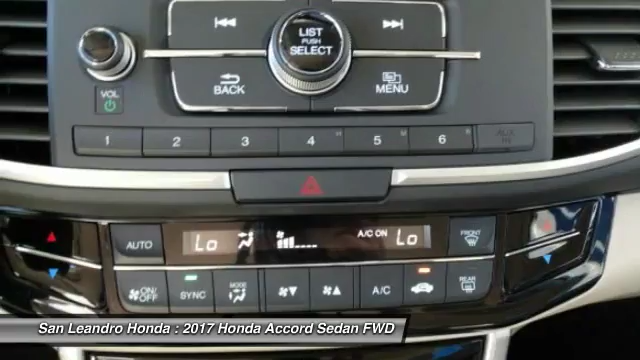 LIST
PUSH
SELECT
VOL
BACK
MENU
1 2 3 4 5 6 AUX
AUTO Lo A/C ON Lo FRONT
ON/OFF SYNC MODE A/C REAR
San Leandro Honda : 2017 Honda Accord Sedan FWD